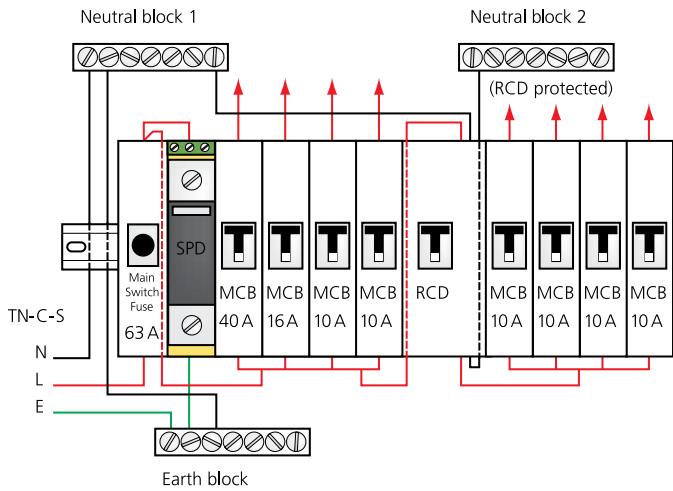 Neutral block 1
Neutral block 2
(RCD protected)
SPD
Main
Switch
Fuse
63 A
MCB
40 A
MCB
16 A
MCB
10 A
MCB
10 A
RCD
MCB
10 A
MCB
10 A
MCB
10 A
MCB
10 A
TN-C-S
N
L
E
Earth block